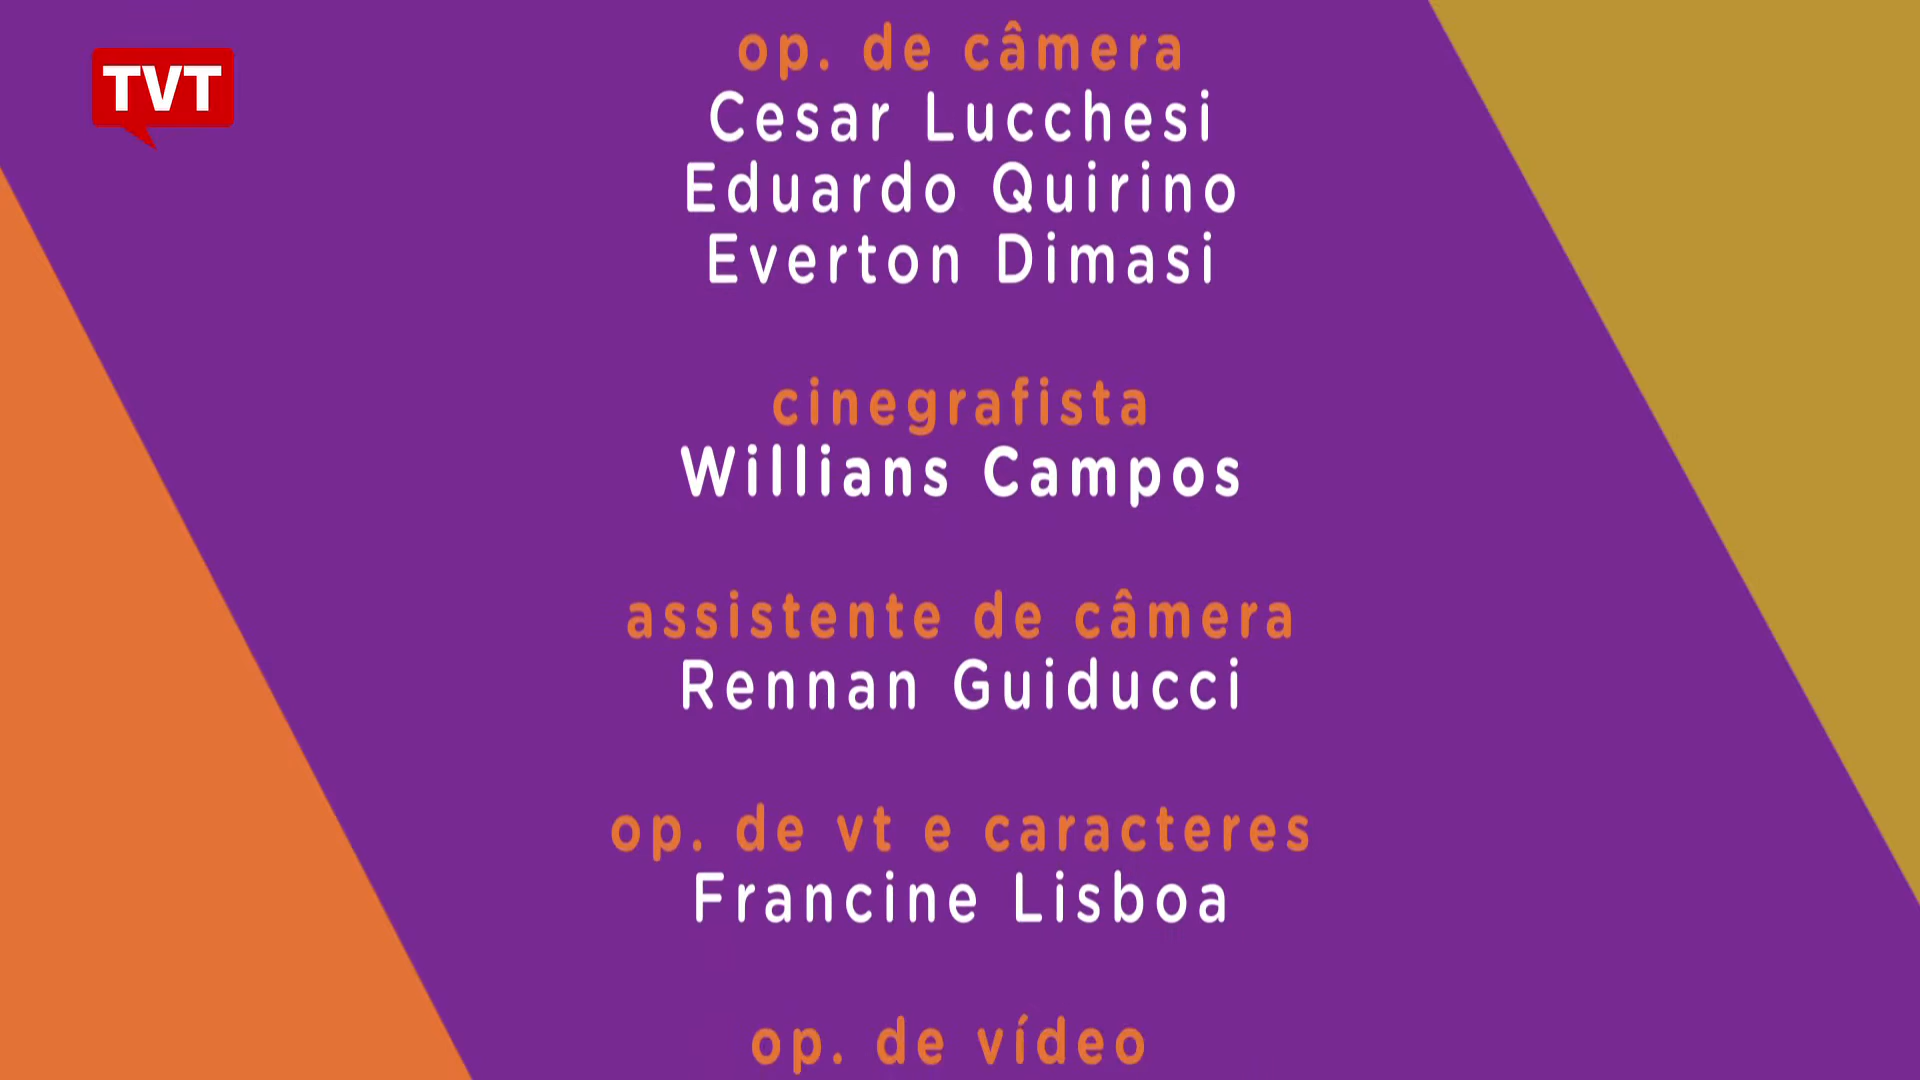 TVT
op. de câmera
Cesar Lucchesi
Eduardo Quirino
Everton Dimasi
cinegrafista
Willians Campos
assistente de câmera
Rennan Guiducci
op. de vt e caracteres
Francine Lisboa
op. de vídeo